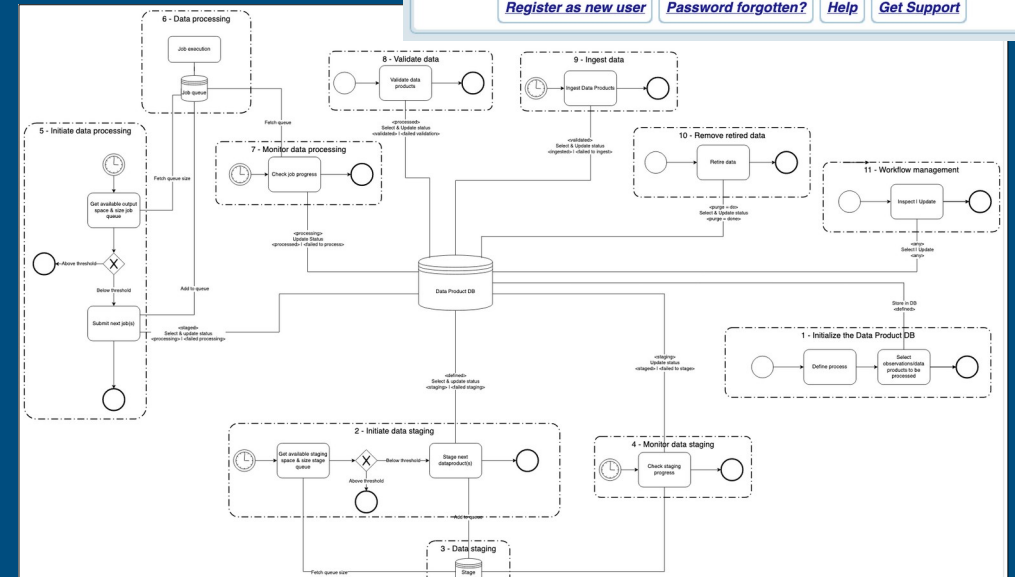 Register as new user
Password forgotten?
Help
Get Support
6 - Data processing
Job execution
Job queue
8 - Validate data
Validate data
products
<processed>
Select & Update status
<validated> | <failed validation>
9 - Ingest data
Ingest Data Products
<validated>
Select & Update status
<ingested> | <failed to ingest>
10 - Remove retired data
Retire data
<purge = do>
Select & Update status
<purge = done>
11 - Workflow management
Inspect | Update
<any>
Select | Update
<any>
5 - Initiate data processing
Get available output
space & size job
queue
Above threshold
X
Below threshold
Submit next job(s)
Fetch queue size
Add to queue
<staged>
Select & update status
<processing> | <failed processing>
Fetch queue
7 - Monitor data processing
Check job progress
<processing>
Update Status
<processed> | <failed to process>
Data Product DB
Store in DB
<defined>
1 - Initialize the Data Product DB
Define process
Select
observations/data
products to be
processed
<defined>
Select & update status
<staging> | <failed staging>
<staging>
Update status
<staged> | <failed to stage>
2 - Initiate data staging
Get available staging
space & size stage
queue
X
Below threshold
Above threshold
Stage next
dataproduct(s)
Add to queue
4 - Monitor data staging
Check staging
progress
3 - Data staging
Stage
Fetch queue size